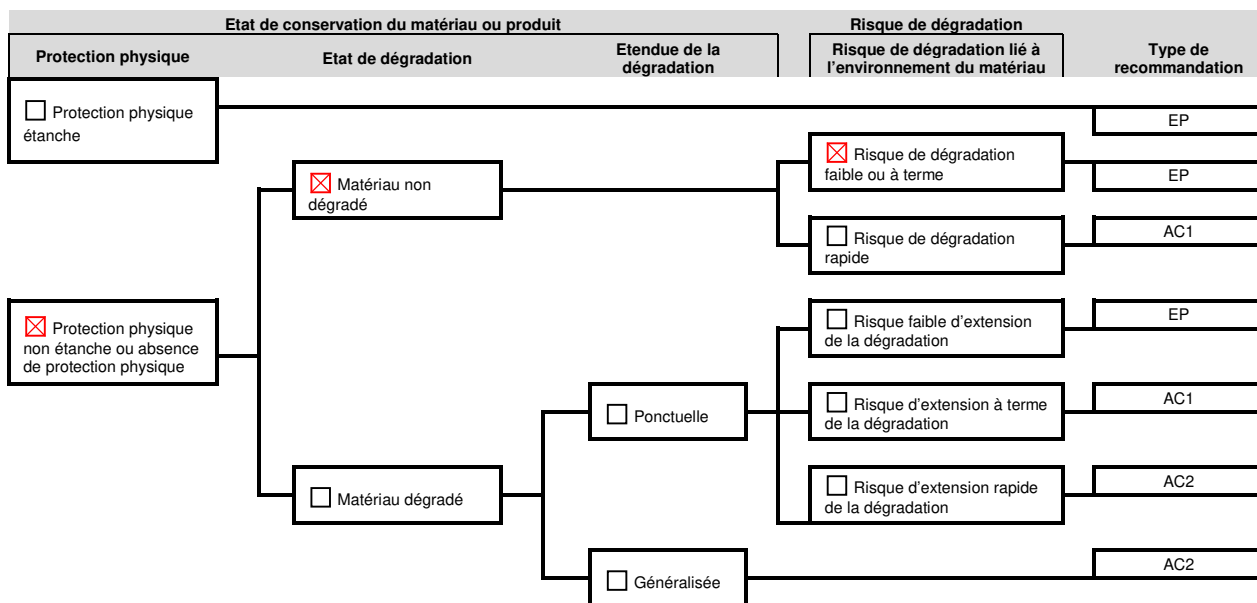 Etat de conservation du matériau ou produit
Risque de dégradation
Protection physique
Etat de dégradation
Etendue de la
dégradation
Risque de dégradation lié à
l'environnement du matériau
Type de
recommandation
Protection physique
étanche
EP
Matériau non
dégradé
Risque de dégradation
faible ou à terme
EP
Risque de dégradation
rapide
AC1
Protection physique
non étanche ou absence
de protection physique
Risque faible d'extension
de la dégradation
EP
Ponctuelle
Risque d'extension à terme
de la dégradation
AC1
Matériau dégradé
Risque d'extension rapide
de la dégradation
AC2
Généralisée
AC2